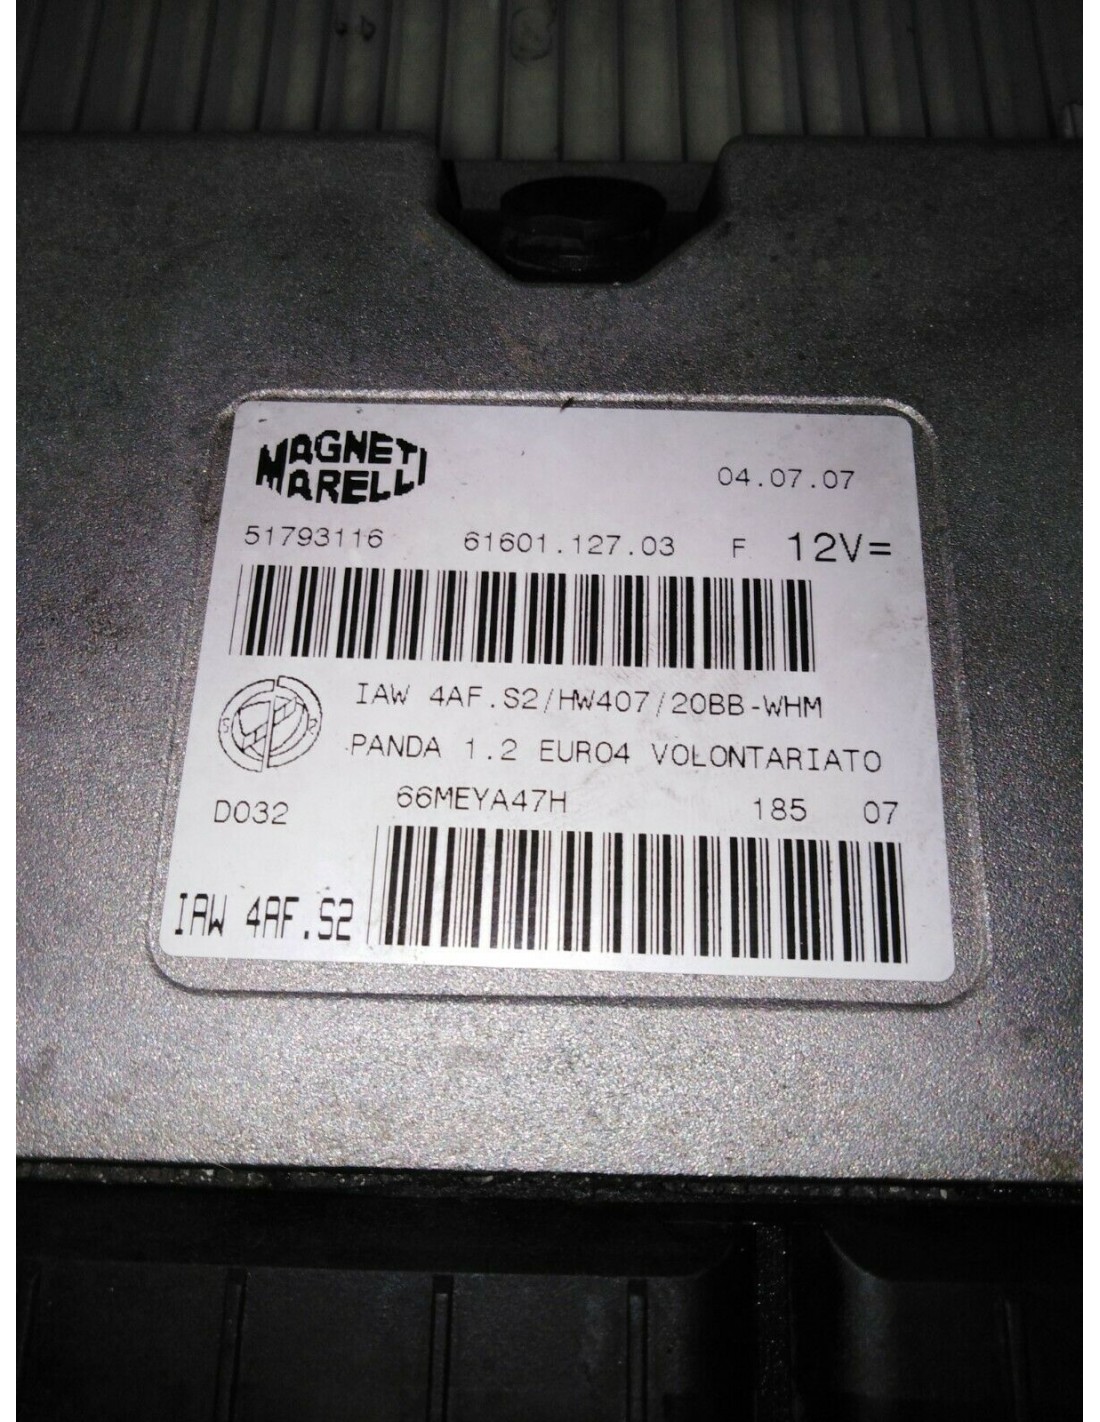 MAGNETI
MARELLI
04.07.07
51793116 61601.127.03 F 12V=
IAW 4AF.S2/HW407/20BB-WHM
PANDA 1.2 EURO4 VOLONTARIATO
D032 66MEYA47H 185 07
IAW 4AF.S2